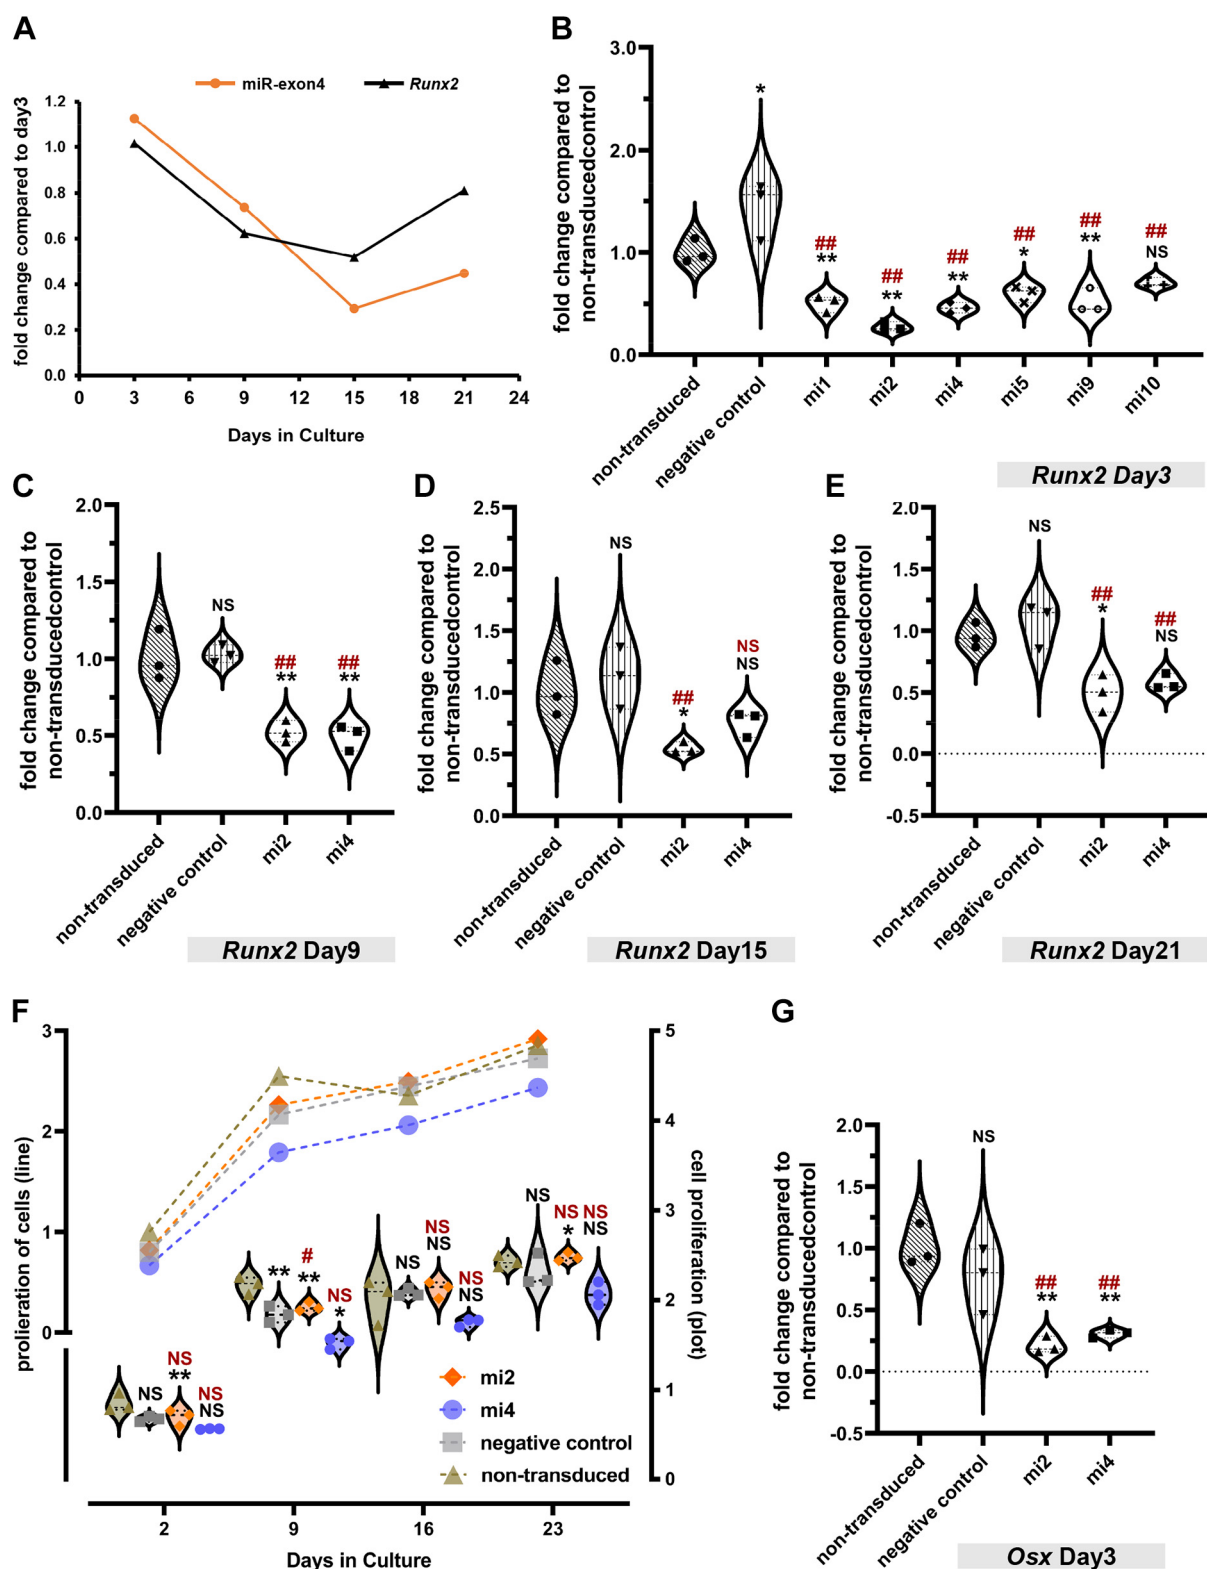 A
miR-exon4
Runx2
fold change compared to day3
1.2
1.0
0.8
0.6
0.4
0.2
0.0
0 3 6 9 12 15 18 21 24
Days in Culture
B
fold change compared to
non-transducedcontrol
3.0
2.0
1.0
0.0
*
##
**
##
**
##
**
##
*
##
**
##
NS
non-transduced
negative control
mi1
mi2
mi4
mi5
mi9
mi10
Runx2 Day3
C
fold change compared to
non-transducedcontrol
2.0
1.5
1.0
0.5
0.0
NS
##
**
##
**
non-transduced
negative control
mi2
mi4
Runx2 Day9
D
fold change compared to
non-transducedcontrol
2.5
2.0
1.5
1.0
0.5
0.0
NS
##
*
NS
NS
non-transduced
negative control
mi2
mi4
Runx2 Day15
E
fold change compared to
non-transducedcontrol
2.0
1.5
1.0
0.5
0.0
-0.5
NS
##
*
##
NS
non-transduced
negative control
mi2
mi4
Runx2 Day21
F
prolieration of cells (line)
3
2
1
0
cell proliferation (plot)
5
4
3
2
1
0
NS
NS
**
NS
NS
**
#
**
NS
*
NS
NS
NS
NS
NS
NS
NS
*
NS
NS
mi2
mi4
negative control
non-transduced
2 9 16 23
Days in Culture
G
fold change compared to
non-transducedcontrol
2.0
1.5
1.0
0.5
0.0
-0.5
NS
##
**
##
**
non-transduced
negative control
mi2
mi4
Osx Day3